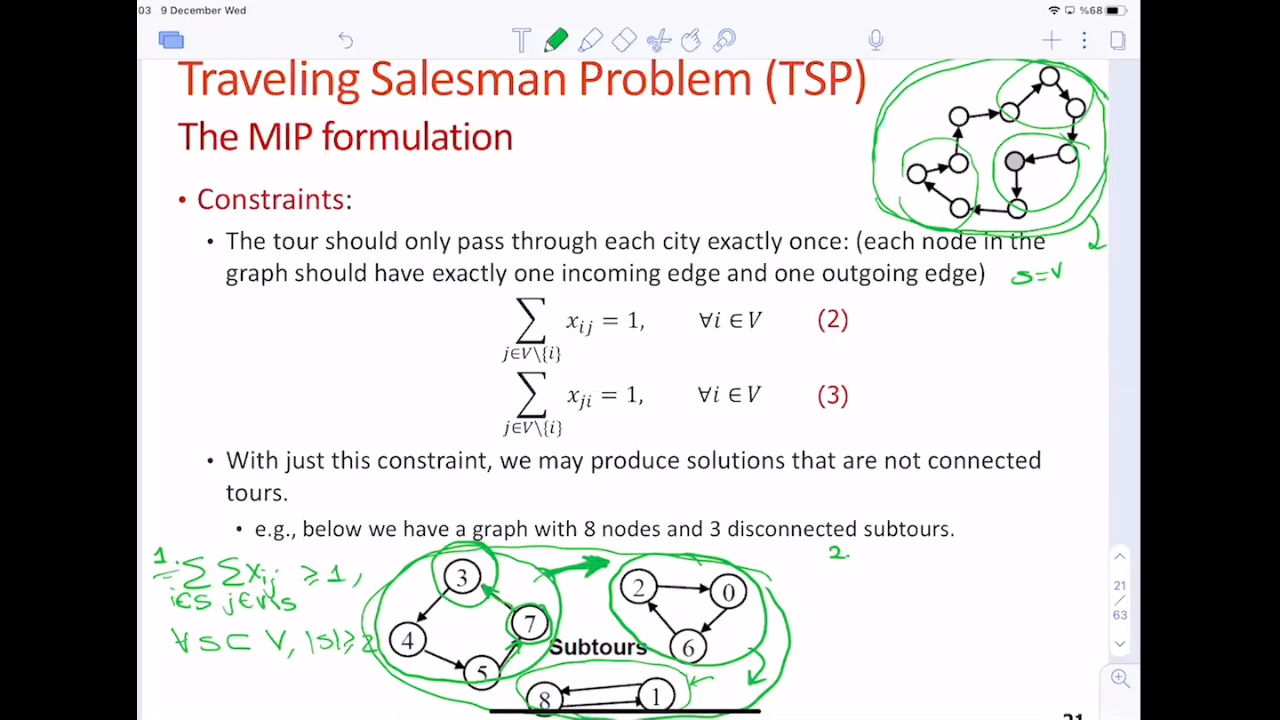 03 9 December Wed %68
Traveling Salesman Problem (TSP)
The MIP formulation
• Constraints:
• The tour should only pass through each city exactly once: (each node in the
graph should have exactly one incoming edge and one outgoing edge)
2
S=V
∑ xij = 1, ∀i ∈ V (2)
j∈V\{i}
∑ xji = 1, ∀i ∈ V (3)
j∈V\{i}
• With just this constraint, we may produce solutions that are not connected
tours.
• e.g., below we have a graph with 8 nodes and 3 disconnected subtours.
1. ∑ ∑ xij ≥ 1,
i∈S j∈V\S
∀ S ⊂ V, |S| ≥ 2
2.
3
4
5
7
2
0
6
Subtours
8
1
21
/
63